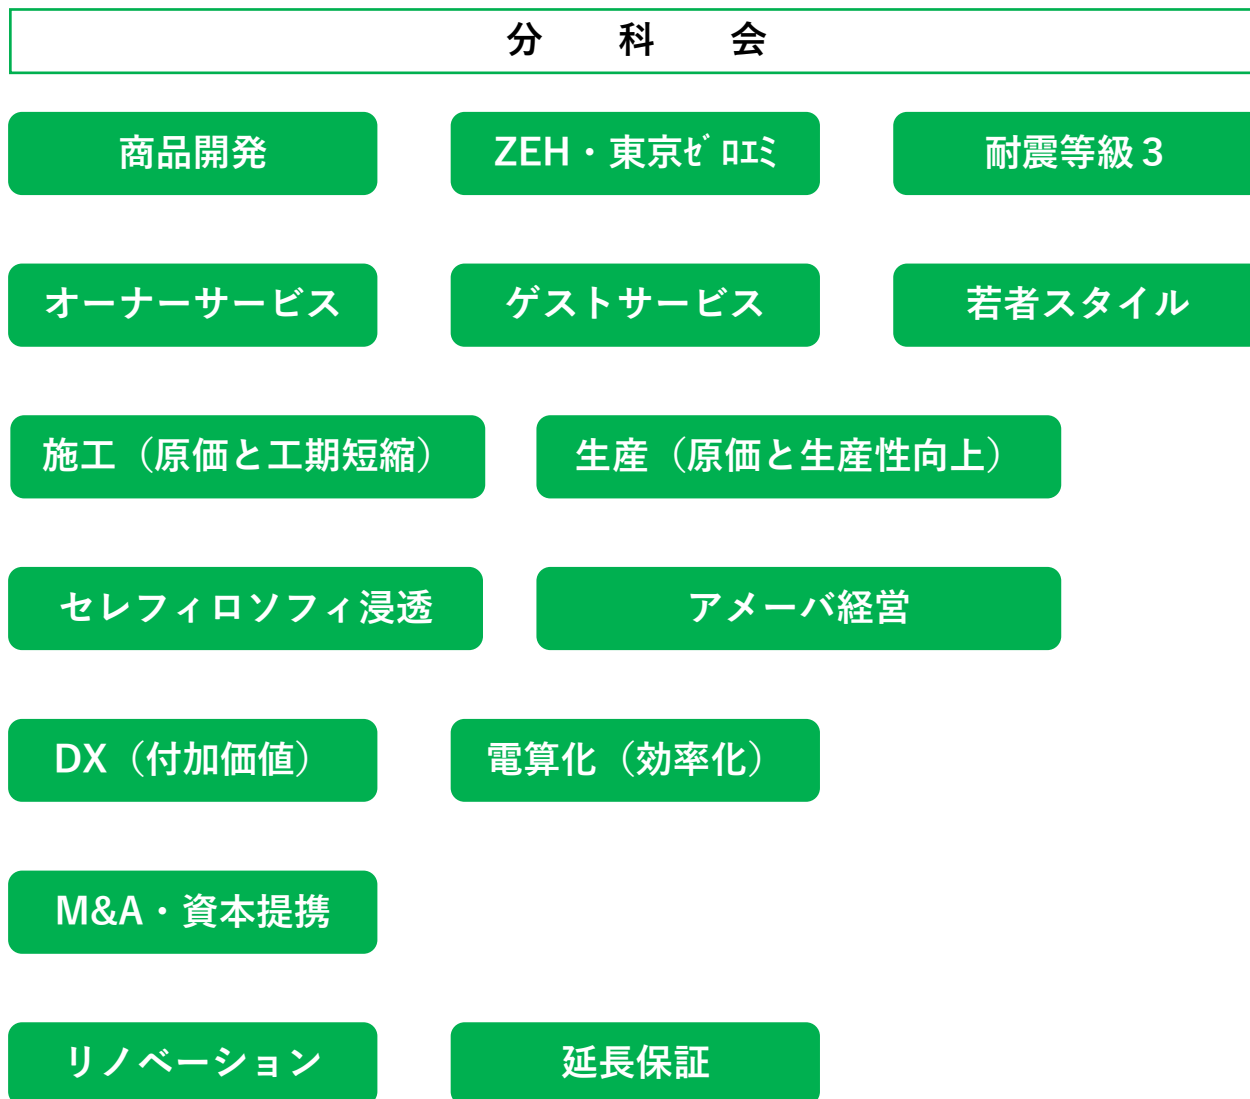 分 科 会
商品開発 ZEH・東京ｾﾞﾛｴﾐ 耐震等級３
オーナーサービス ゲストサービス 若者スタイル
施工（原価と工期短縮） 生産（原価と生産性向上）
セレフィロソフィ浸透 アメーバ経営
DX（付加価値） 電算化（効率化）
M&A・資本提携
リノベーション 延長保証